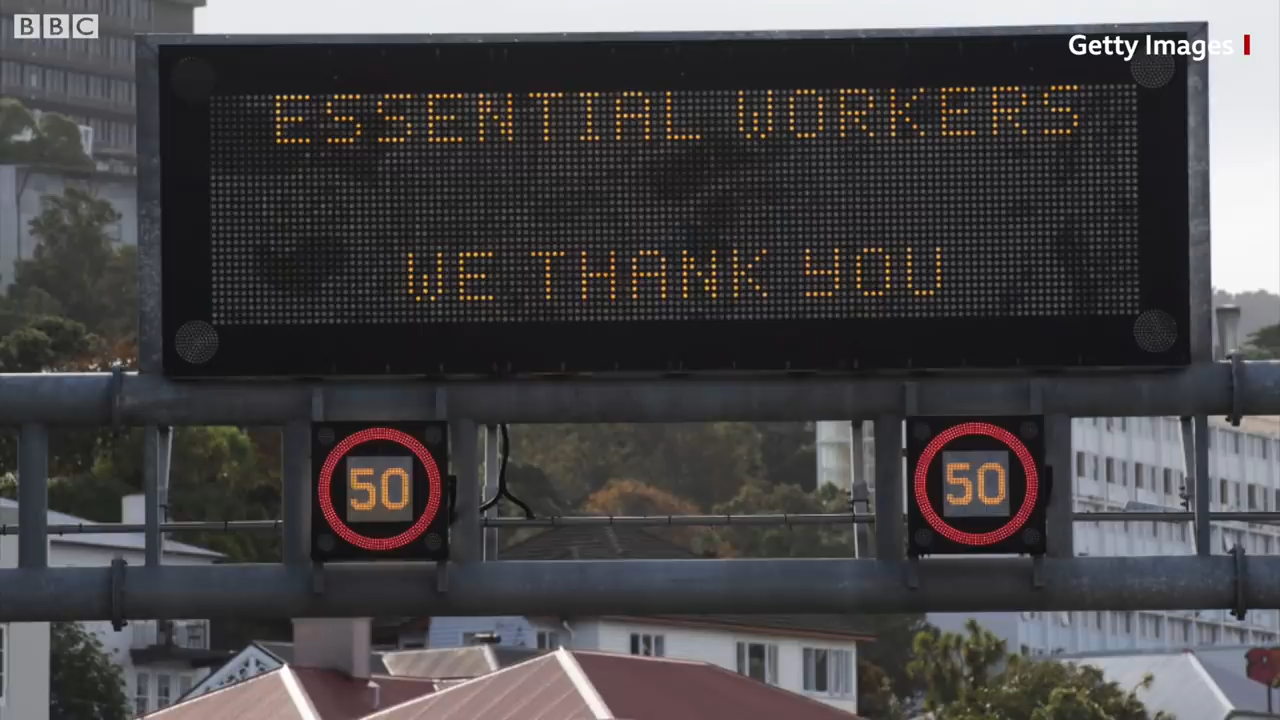 BBC
Getty Images
ESSENTIAL WORKERS
WE THANK YOU
50
50